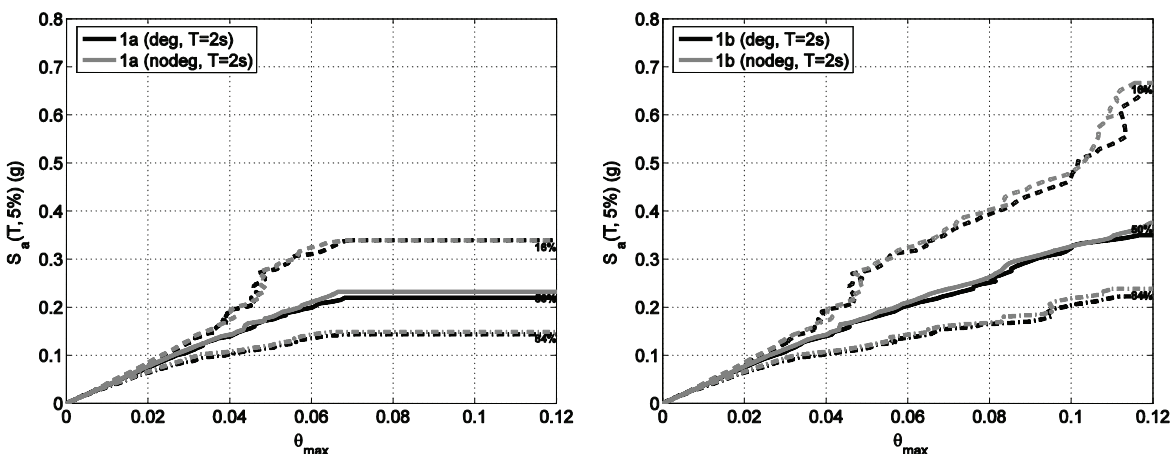 0.8
0.7
0.6
0.5
0.4
0.3
0.2
0.1
0
Sa(T, 5%) (g)
1a (deg, T=2s)
1a (nodeg, T=2s)
16%
50%
84%
0 0.02 0.04 0.06 0.08 0.1 0.12
θmax
0.8
0.7
0.6
0.5
0.4
0.3
0.2
0.1
0
Sa(T, 5%) (g)
1b (deg, T=2s)
1b (nodeg, T=2s)
16%
50%
84%
0 0.02 0.04 0.06 0.08 0.1 0.12
θmax